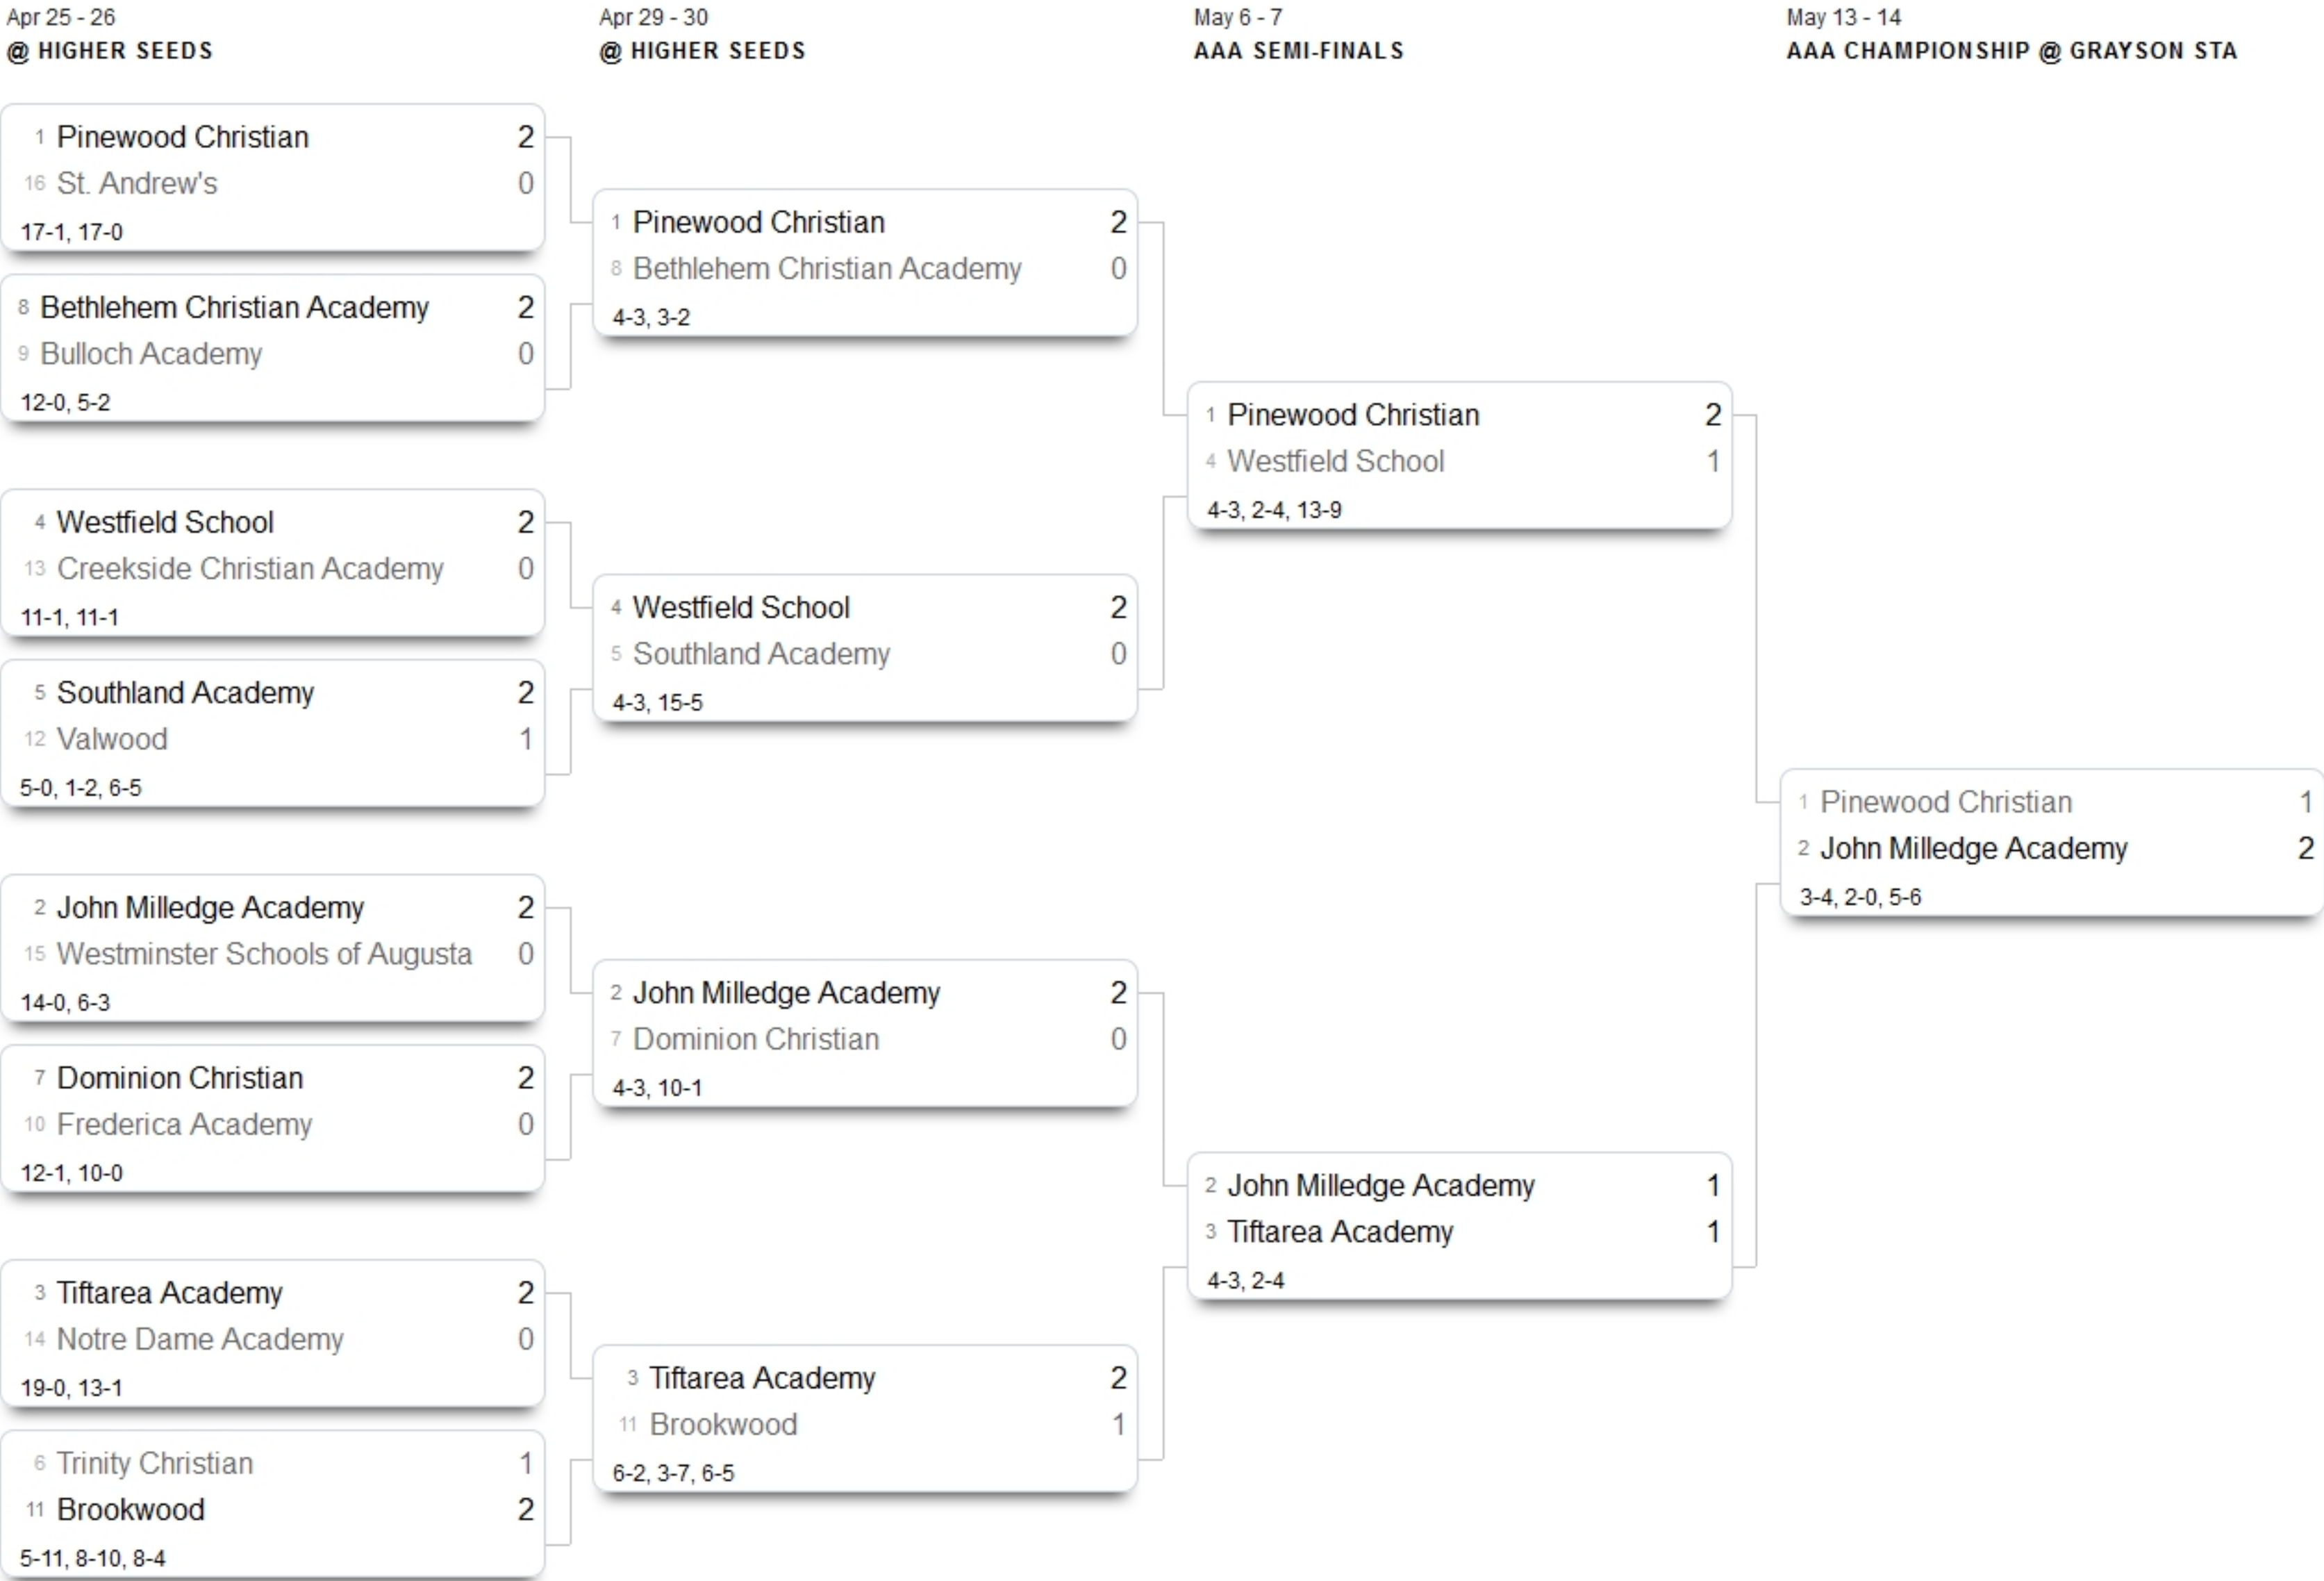 Apr 25 - 26
@ HIGHER SEEDS
1 Pinewood Christian 2
16 St. Andrew's 0
17-1, 17-0
8 Bethlehem Christian Academy 2
9 Bulloch Academy 0
12-0, 5-2
4 Westfield School 2
13 Creekside Christian Academy 0
11-1, 11-1
5 Southland Academy 2
12 Valwood 1
5-0, 1-2, 6-5
2 John Milledge Academy 2
15 Westminster Schools of Augusta 0
14-0, 6-3
7 Dominion Christian 2
10 Frederica Academy 0
12-1, 10-0
3 Tiftarea Academy 2
14 Notre Dame Academy 0
19-0, 13-1
6 Trinity Christian 1
11 Brookwood 2
5-11, 8-10, 8-4
Apr 29 - 30
@ HIGHER SEEDS
1 Pinewood Christian 2
8 Bethlehem Christian Academy 0
4-3, 3-2
4 Westfield School 2
5 Southland Academy 0
4-3, 15-5
2 John Milledge Academy 2
7 Dominion Christian 0
4-3, 10-1
3 Tiftarea Academy 2
11 Brookwood 1
6-2, 3-7, 6-5
May 6 - 7
AAA SEMI-FINALS
1 Pinewood Christian 2
4 Westfield School 1
4-3, 2-4, 13-9
2 John Milledge Academy 1
3 Tiftarea Academy 1
4-3, 2-4
May 13 - 14
AAA CHAMPIONSHIP @ GRAYSON STA
1 Pinewood Christian 1
2 John Milledge Academy 2
3-4, 2-0, 5-6